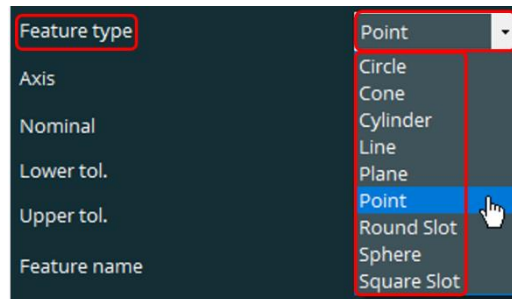 Feature type Point
Circle
Axis
Cone
Nominal Cylinder
Line
Lower tol. Plane
Point
Upper tol. Round Slot
Sphere
Feature name
Square Slot